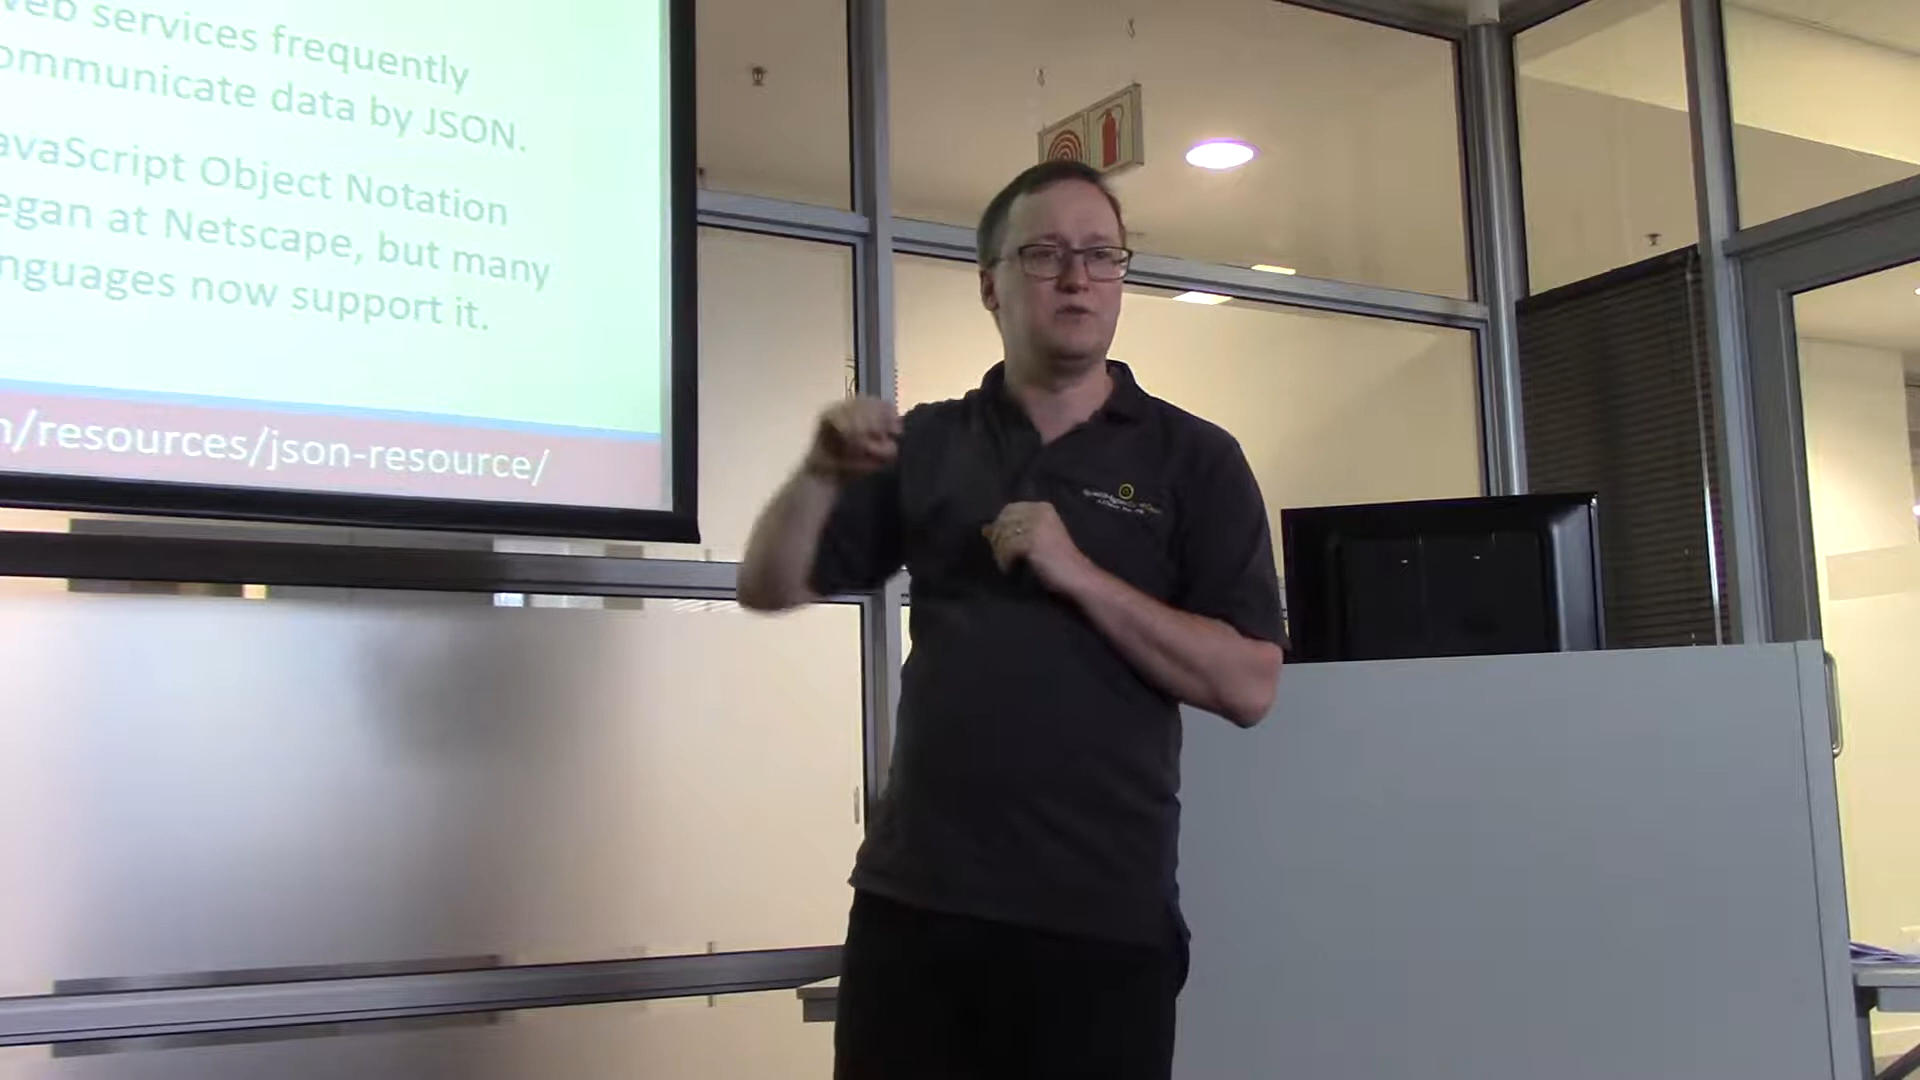 eb services frequently
ommunicate data by JSON.
avaScript Object Notation
egan at Netscape, but many
nguages now support it.
/resources/json-resource/